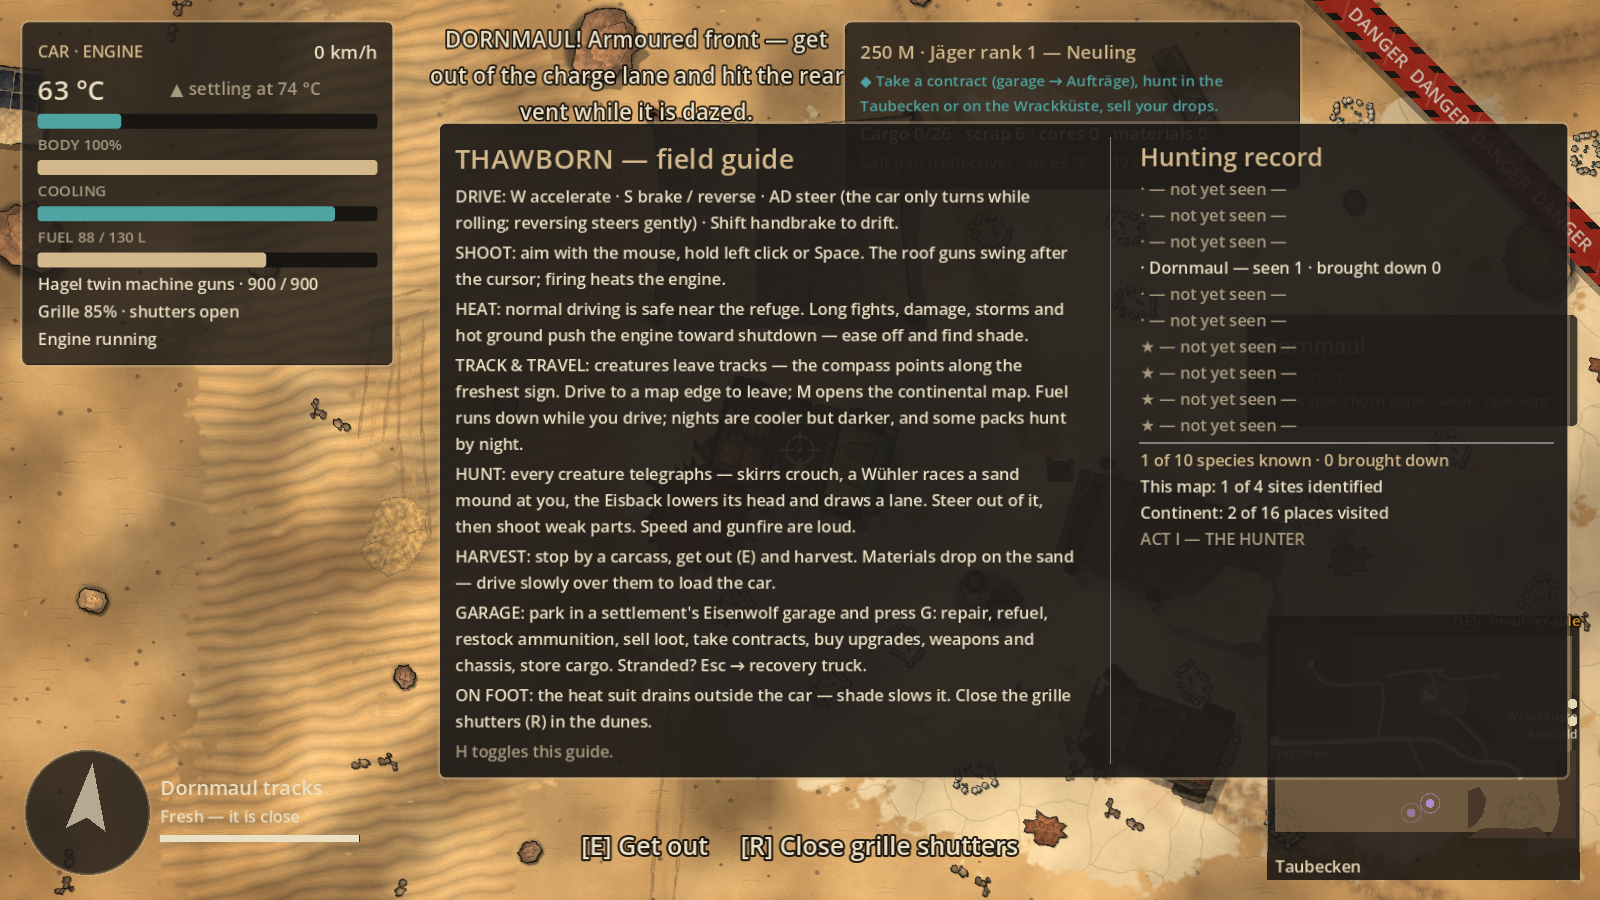 CAR · ENGINE
0 km/h
63 °C
▲ settling at 74 °C
BODY 100%
COOLING
FUEL 88 / 130 L
Hagel twin machine guns · 900 / 900
Grille 85% · shutters open
Engine running
DORNMAUL! Armoured front — get
out of the charge lane and hit the rear
vent while it is dazed.
250 M · Jäger rank 1 — Neuling
◆ Take a contract (garage → Aufträge), hunt in the
Taubecken or on the Wrackküste, sell your drops.
Cargo 0/26 · scrap 6 · cores 0 · materials 0
Salt pan (reflective) · air 63 °C
DANGER DANGER DANGER DANGER DANGER
THAWBORN — field guide
DRIVE: W accelerate · S brake / reverse · AD steer (the car only turns while
rolling; reversing steers gently) · Shift handbrake to drift.
SHOOT: aim with the mouse, hold left click or Space. The roof guns swing after
the cursor; firing heats the engine.
HEAT: normal driving is safe near the refuge. Long fights, damage, storms and
hot ground push the engine toward shutdown — ease off and find shade.
TRACK & TRAVEL: creatures leave tracks — the compass points along the
freshest sign. Drive to a map edge to leave; M opens the continental map. Fuel
runs down while you drive; nights are cooler but darker, and some packs hunt
by night.
HUNT: every creature telegraphs — skirrs crouch, a Wühler races a sand
mound at you, the Eisback lowers its head and draws a lane. Steer out of it,
then shoot weak parts. Speed and gunfire are loud.
HARVEST: stop by a carcass, get out (E) and harvest. Materials drop on the sand
— drive slowly over them to load the car.
GARAGE: park in a settlement's Eisenwolf garage and press G: repair, refuel,
restock ammunition, sell loot, take contracts, buy upgrades, weapons and
chassis, store cargo. Stranded? Esc → recovery truck.
ON FOOT: the heat suit drains outside the car — shade slows it. Close the grille
shutters (R) in the dunes.
H toggles this guide.
Hunting record
· — not yet seen —
· — not yet seen —
· — not yet seen —
· Dornmaul — seen 1 · brought down 0
· — not yet seen —
· — not yet seen —
★ — not yet seen —
★ — not yet seen —
★ — not yet seen —
★ — not yet seen —
1 of 10 species known · 0 brought down
This map: 1 of 4 sites identified
Continent: 2 of 16 places visited
ACT I — THE HUNTER
Dornmaul
thorn plate · weak: rear vent
DEV: invulnerable
Taubecken
Dornmaul tracks
Fresh — it is close
[E] Get out [R] Close grille shutters